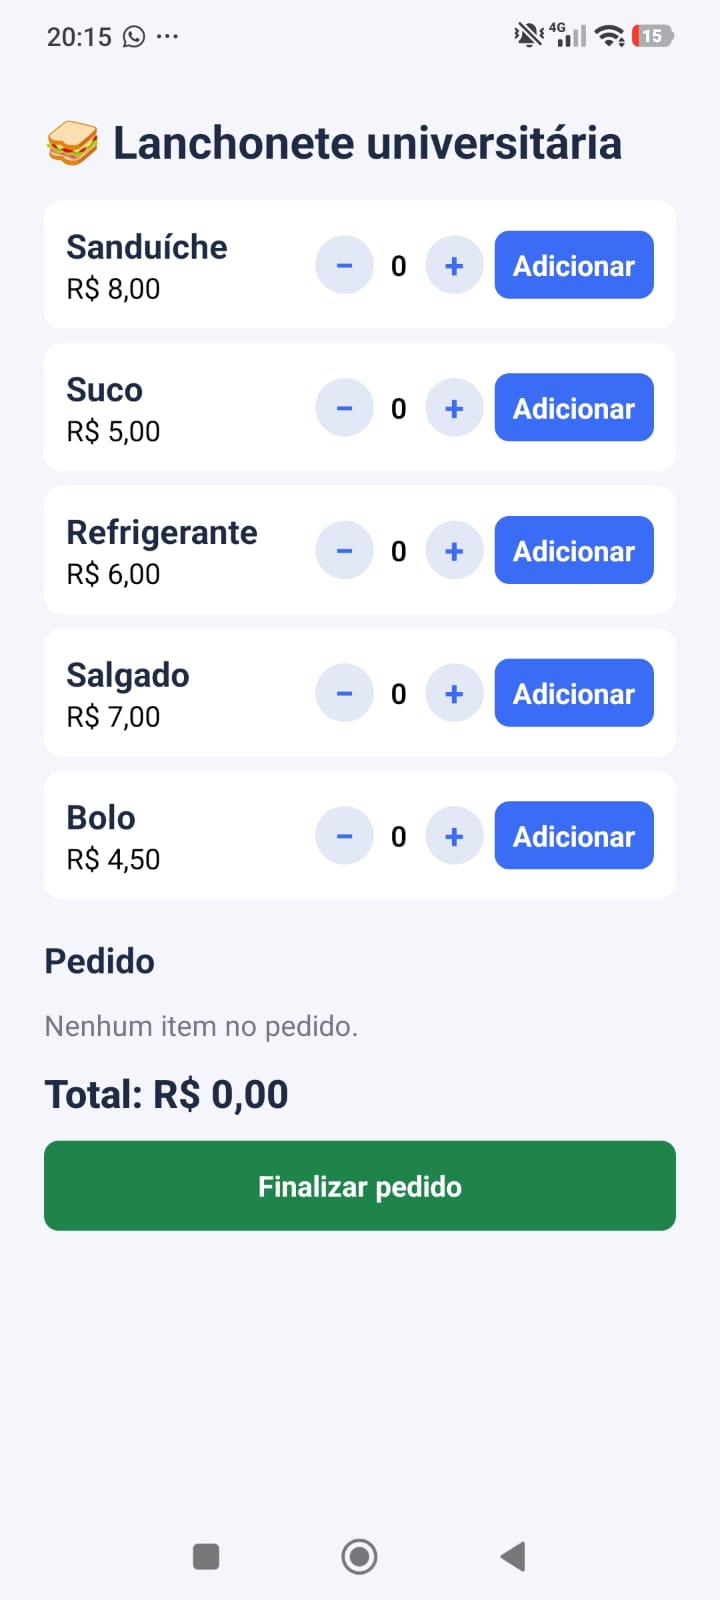 20:15
4G
15
Lanchonete universitária
Sanduíche
R$ 8,00
− 0 + Adicionar
Suco
R$ 5,00
− 0 + Adicionar
Refrigerante
R$ 6,00
− 0 + Adicionar
Salgado
R$ 7,00
− 0 + Adicionar
Bolo
R$ 4,50
− 0 + Adicionar
Pedido
Nenhum item no pedido.
Total: R$ 0,00
Finalizar pedido